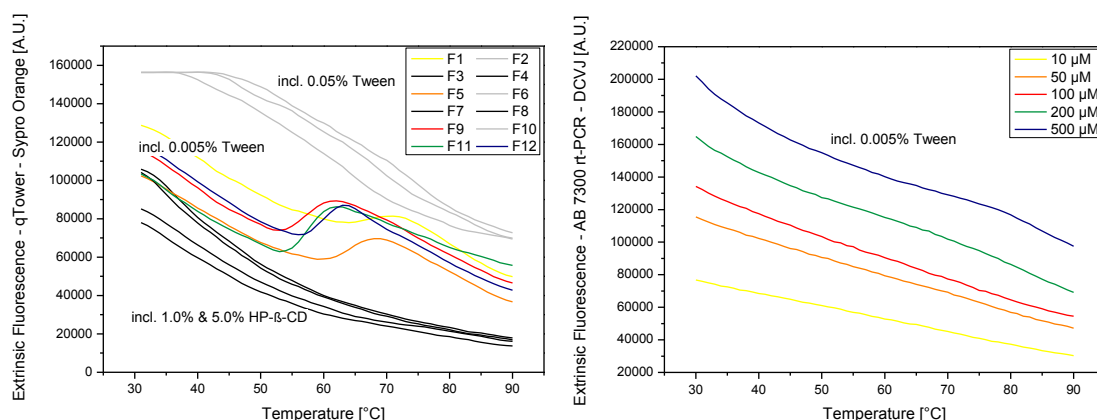 Extrinsic Fluorescence - qTower - Sypro Orange [A.U.]
160000
140000
120000
100000
80000
60000
40000
20000
0
incl. 0.05% Tween
incl. 0.005% Tween
incl. 1.0% & 5.0% HP-ß-CD
F1 F2
F3 F4
F5 F6
F7 F8
F9 F10
F11 F12
30 40 50 60 70 80 90
Temperature [°C]
Extrinsic Fluorescence - AB 7300 rt-PCR - DCVJ [A.U.]
220000
200000
180000
160000
140000
120000
100000
80000
60000
40000
20000
incl. 0.005% Tween
10 µM
50 µM
100 µM
200 µM
500 µM
30 40 50 60 70 80 90
Temperature [°C]